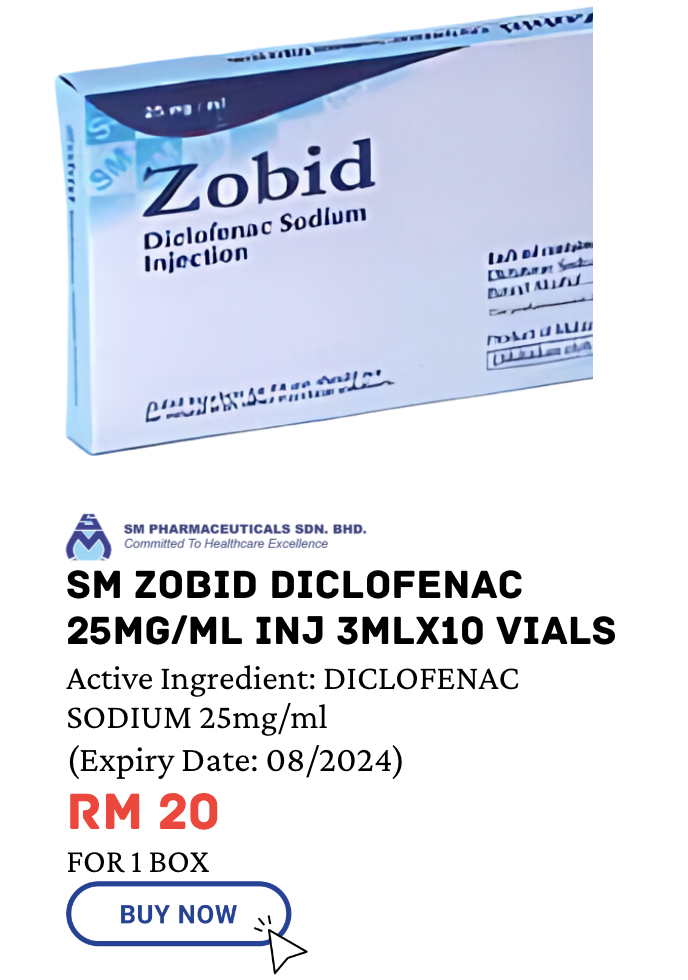 25 mg / ml
Zobid
Diclofenac Sodium
Injection
SM PHARMACEUTICALS SDN. BHD.
Committed To Healthcare Excellence
SM ZOBID DICLOFENAC
25MG/ML INJ 3MLX10 VIALS
Active Ingredient: DICLOFENAC
SODIUM 25mg/ml
(Expiry Date: 08/2024)
RM 20
FOR 1 BOX
BUY NOW